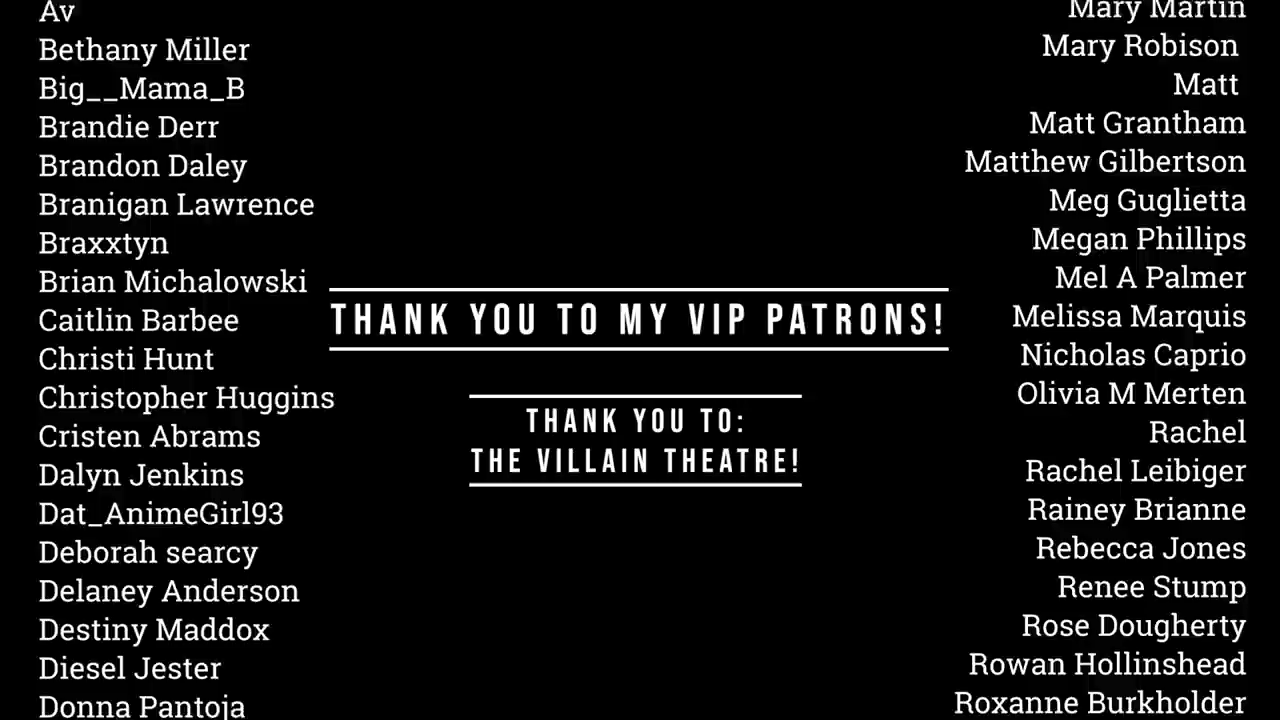 Av
Bethany Miller
Big__Mama_B
Brandie Derr
Brandon Daley
Branigan Lawrence
Braxxtyn
Brian Michalowski
Caitlin Barbee
Christi Hunt
Christopher Huggins
Cristen Abrams
Dalyn Jenkins
Dat_AnimeGirl93
Deborah searcy
Delaney Anderson
Destiny Maddox
Diesel Jester
Donna Pantoja
THANK YOU TO MY VIP PATRONS!
THANK YOU TO:
THE VILLAIN THEATRE!
Mary Martin
Mary Robison
Matt
Matt Grantham
Matthew Gilbertson
Meg Guglietta
Megan Phillips
Mel A Palmer
Melissa Marquis
Nicholas Caprio
Olivia M Merten
Rachel
Rachel Leibiger
Rainey Brianne
Rebecca Jones
Renee Stump
Rose Dougherty
Rowan Hollinshead
Roxanne Burkholder